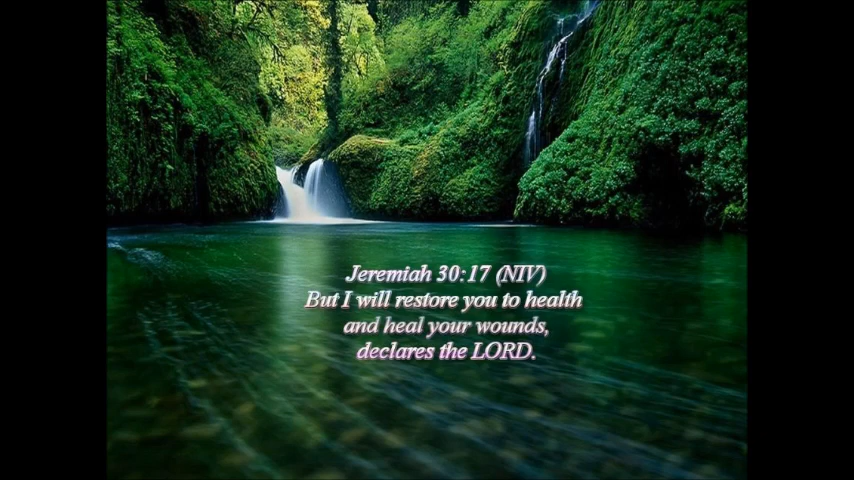 Jeremiah 30:17 (NIV)
But I will restore you to health
and heal your wounds,
declares the LORD.